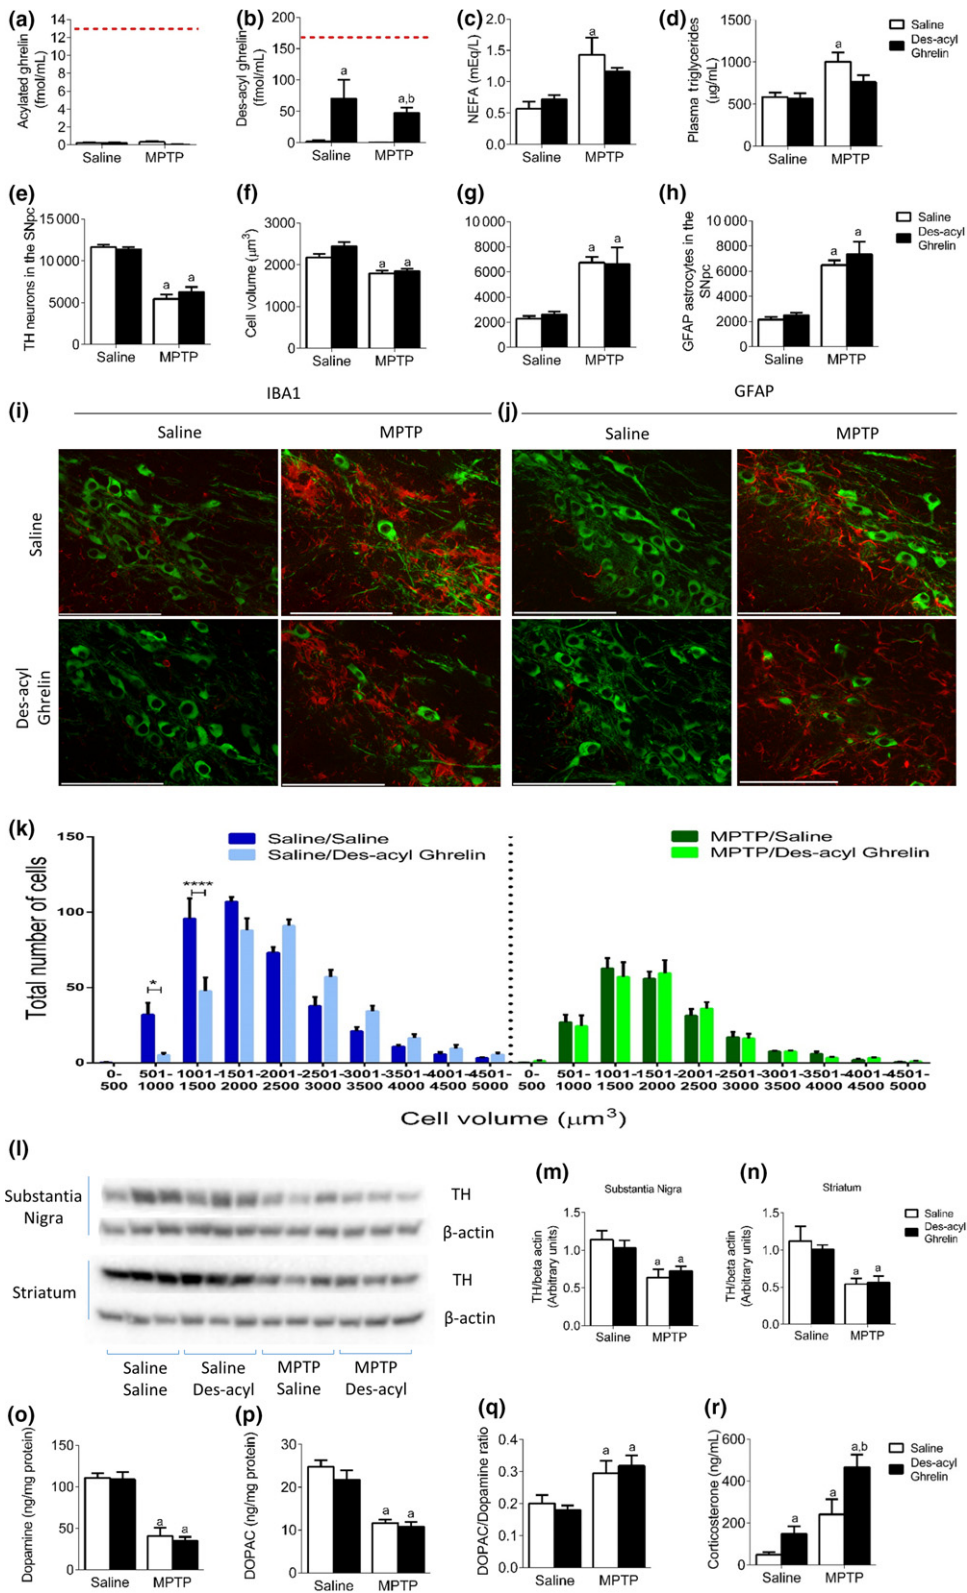 (a)
Acylated ghrelin
(fmol/mL)
14
12
10
8
6
4
2
0
Saline
MPTP
(b)
Des-acyl ghrelin
(fmol/mL)
200
150
100
50
0
a
a,b
Saline
MPTP
(c)
NEFA (mEq/L)
2.0
1.5
1.0
0.5
0.0
a
Saline
MPTP
(d)
Plasma triglycerides
(µg/mL)
1500
1000
500
0
a
Saline
MPTP
Saline
Des-acyl
Ghrelin
(e)
TH neurons in the SNpc
15 000
10 000
5000
0
a
a
Saline
MPTP
(f)
Cell volume (µm³)
3000
2000
1000
0
a
a
Saline
MPTP
(g)
10 000
8000
6000
4000
2000
0
a
a
Saline
MPTP
(h)
GFAP astrocytes in the
SNpc
10 000
8000
6000
4000
2000
0
a
a
Saline
MPTP
Saline
Des-acyl
Ghrelin
(i)
IBA1
Saline
MPTP
(j)
GFAP
Saline
MPTP
Saline
Des-acyl
Ghrelin
(k)
Total number of cells
150
100
50
0
Saline/Saline
Saline/Des-acyl Ghrelin
MPTP/Saline
MPTP/Des-acyl Ghrelin
*
****
0- 501- 1001- 1501- 2001- 2501- 3001- 3501- 4001- 4501- 0- 501- 1001- 1501- 2001- 2501- 3001- 3501- 4001- 4501-
500 1000 1500 2000 2500 3000 3500 4000 4500 5000 500 1000 1500 2000 2500 3000 3500 4000 4500 5000
Cell volume (µm³)
(l)
Substantia
Nigra
TH
β-actin
Striatum
TH
β-actin
Saline Saline MPTP MPTP
Saline Des-acyl Saline Des-acyl
(m)
Substantia Nigra
TH/beta actin
(Arbitrary units)
1.5
1.0
0.5
0.0
a
a
Saline
MPTP
(n)
Striatum
TH/beta actin
(Arbitrary units)
1.5
1.0
0.5
0.0
a
a
Saline
MPTP
Saline
Des-acyl
Ghrelin
(o)
Dopamine (ng/mg protein)
150
100
50
0
a
a
Saline
MPTP
(p)
DOPAC (ng/mg protein)
30
20
10
0
a
a
Saline
MPTP
(q)
DOPAC/Dopamine ratio
0.4
0.3
0.2
0.1
0.0
a
a
Saline
MPTP
(r)
Corticosterone (ng/mL)
600
400
200
0
a
a
a,b
Saline
MPTP
Saline
Des-acyl
Ghrelin